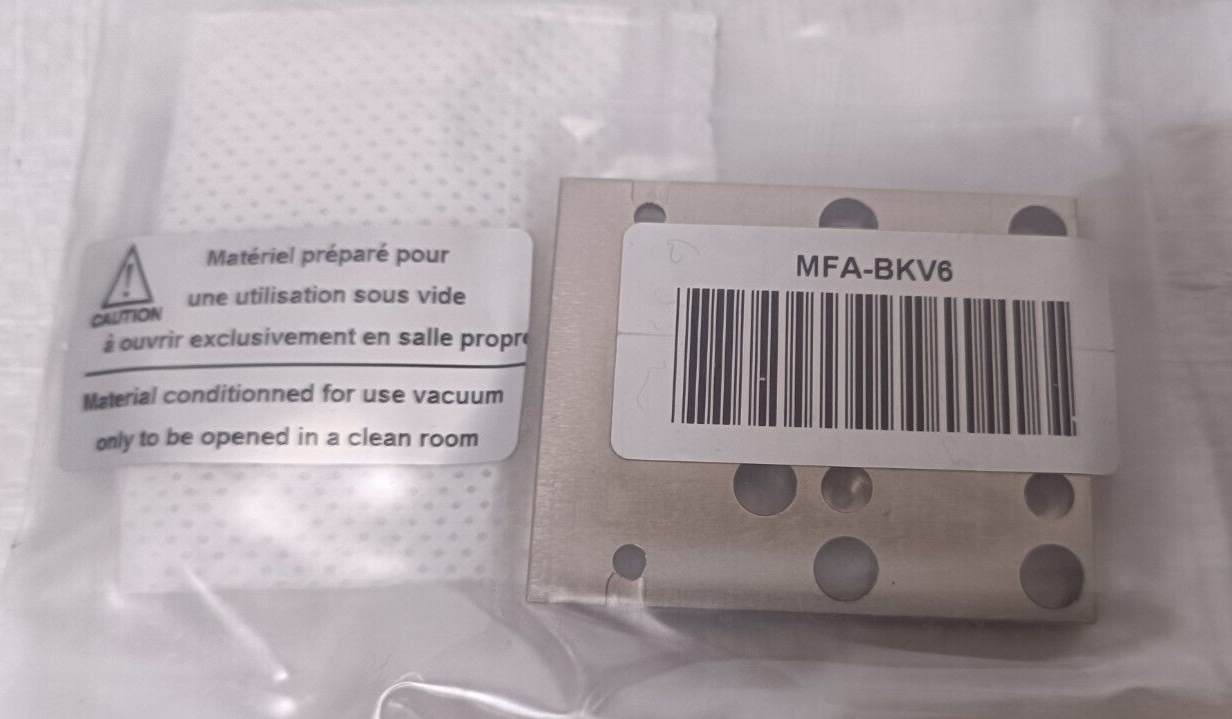 Matériel préparé pour
une utilisation sous vide
CAUTION
à ouvrir exclusivement en salle propre
Material conditionned for use vacuum
only to be opened in a clean room
MFA-BKV6